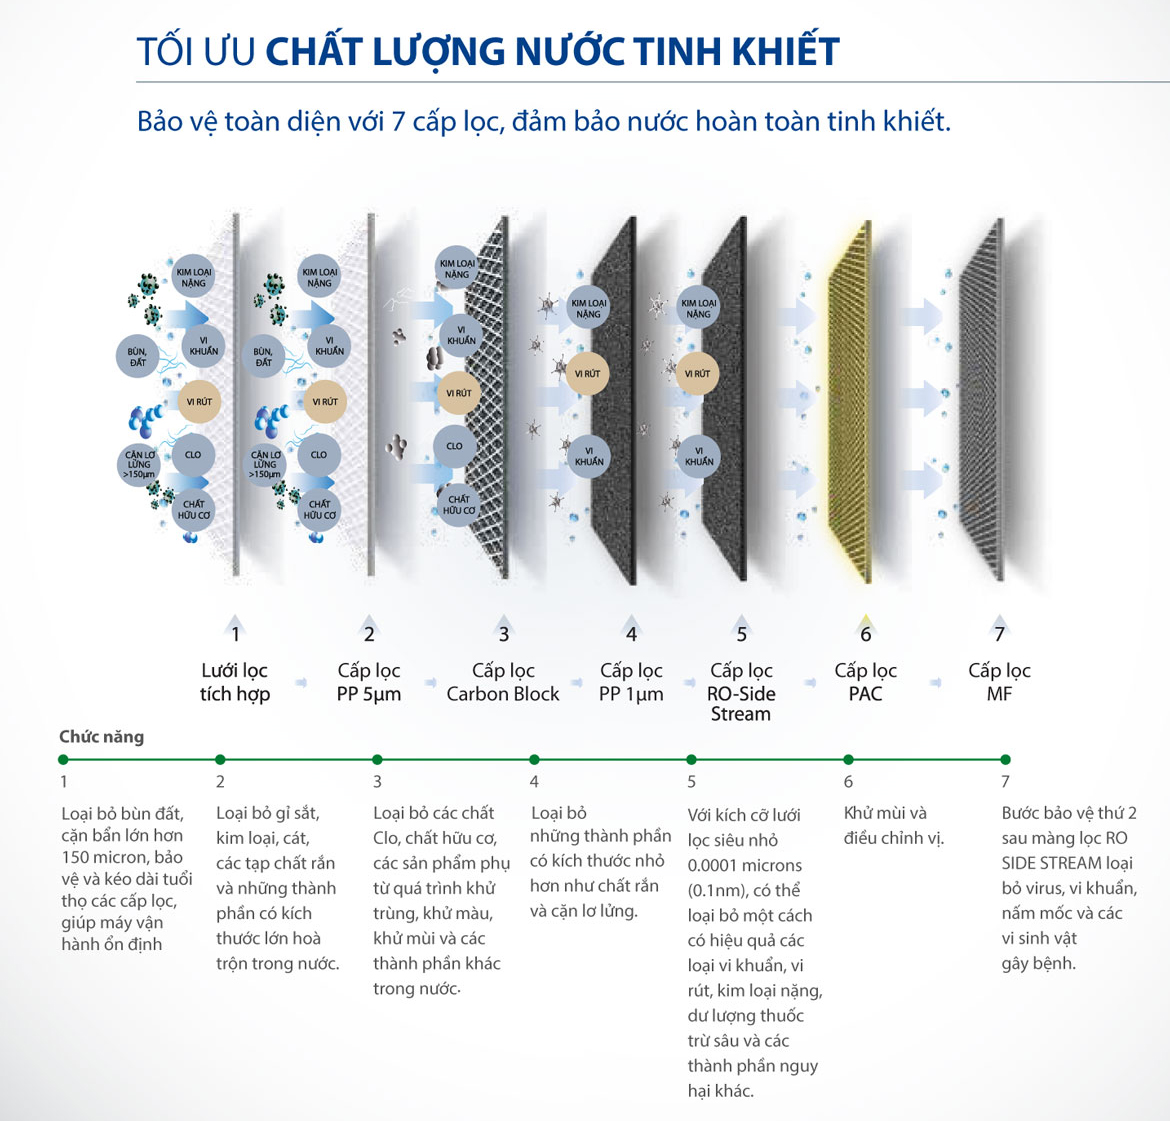 TỐI ƯU CHẤT LƯỢNG NƯỚC TINH KHIẾT
Bảo vệ toàn diện với 7 cấp lọc, đảm bảo nước hoàn toàn tinh khiết.
KIM LOẠI
NẶNG
VI
KHUẨN
BÙN,
ĐẤT
VI RÚT
CLO
CẶN LƠ
LỬNG
>150µm
CHẤT
HỮU CƠ
KIM LOẠI
NẶNG
VI
KHUẨN
BÙN,
ĐẤT
VI RÚT
CLO
CẶN LƠ
LỬNG
>150µm
CHẤT
HỮU CƠ
KIM LOẠI
NẶNG
VI
KHUẨN
VI RÚT
CLO
CHẤT
HỮU CƠ
KIM LOẠI
NẶNG
VI RÚT
VI
KHUẨN
KIM LOẠI
NẶNG
VI RÚT
VI
KHUẨN
1
Lưới lọc
tích hợp
2
Cấp lọc
PP 5µm
3
Cấp lọc
Carbon Block
4
Cấp lọc
PP 1µm
5
Cấp lọc
RO-Side
Stream
6
Cấp lọc
PAC
7
Cấp lọc
MF
Chức năng
1
Loại bỏ bùn đất,
cặn bẩn lớn hơn
150 micron, bảo
vệ và kéo dài tuổi
thọ các cấp lọc,
giúp máy vận
hành ổn định
2
Loại bỏ gỉ sắt,
kim loại, cát,
các tạp chất rắn
và những thành
phần có kích
thước lớn hoà
trộn trong nước.
3
Loại bỏ các chất
Clo, chất hữu cơ,
các sản phẩm phụ
từ quá trình khử
trùng, khử màu,
khử mùi và các
thành phần khác
trong nước.
4
Loại bỏ
những thành phần
có kích thước nhỏ
hơn như chất rắn
và cặn lơ lửng.
5
Với kích cỡ lưới
lọc siêu nhỏ
0.0001 microns
(0.1nm), có thể
loại bỏ một cách
có hiệu quả các
loại vi khuẩn, vi
rút, kim loại nặng,
dư lượng thuốc
trừ sâu và các
thành phần nguy
hại khác.
6
Khử mùi và
điều chỉnh vị.
7
Bước bảo vệ thứ 2
sau màng lọc RO
SIDE STREAM loại
bỏ virus, vi khuẩn,
nấm mốc và các
vi sinh vật
gây bệnh.